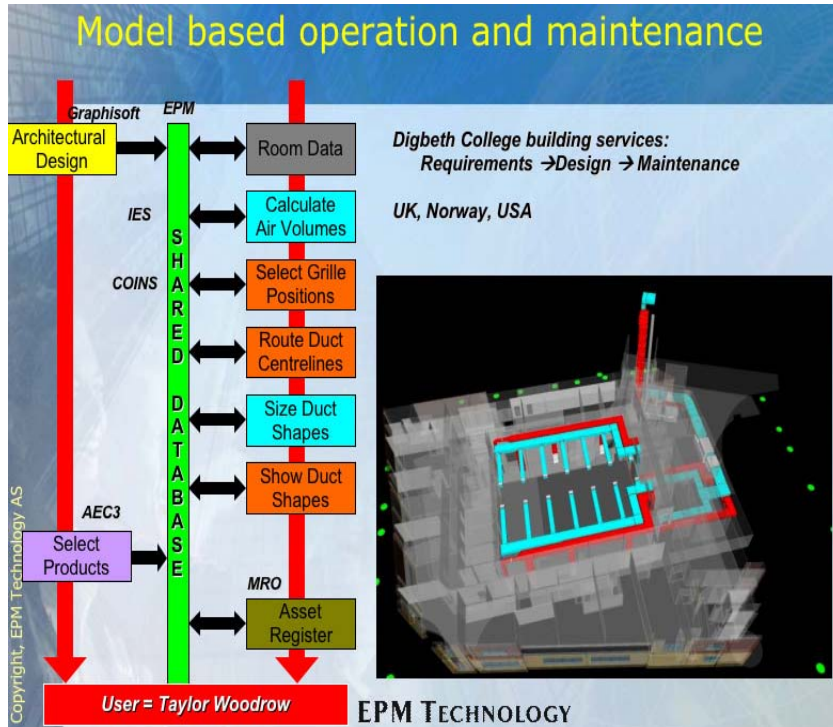 Model based operation and maintenance
Graphisoft
EPM
Architectural
Design
Room Data
Digbeth College building services:
Requirements →Design → Maintenance
IES
Calculate
Air Volumes
UK, Norway, USA
COINS
Select Grille
Positions
SHARED DATABASE
Route Duct
Centrelines
Size Duct
Shapes
Show Duct
Shapes
AEC3
Select
Products
MRO
Asset
Register
User = Taylor Woodrow
EPM TECHNOLOGY
Copyright, EPM Technology AS